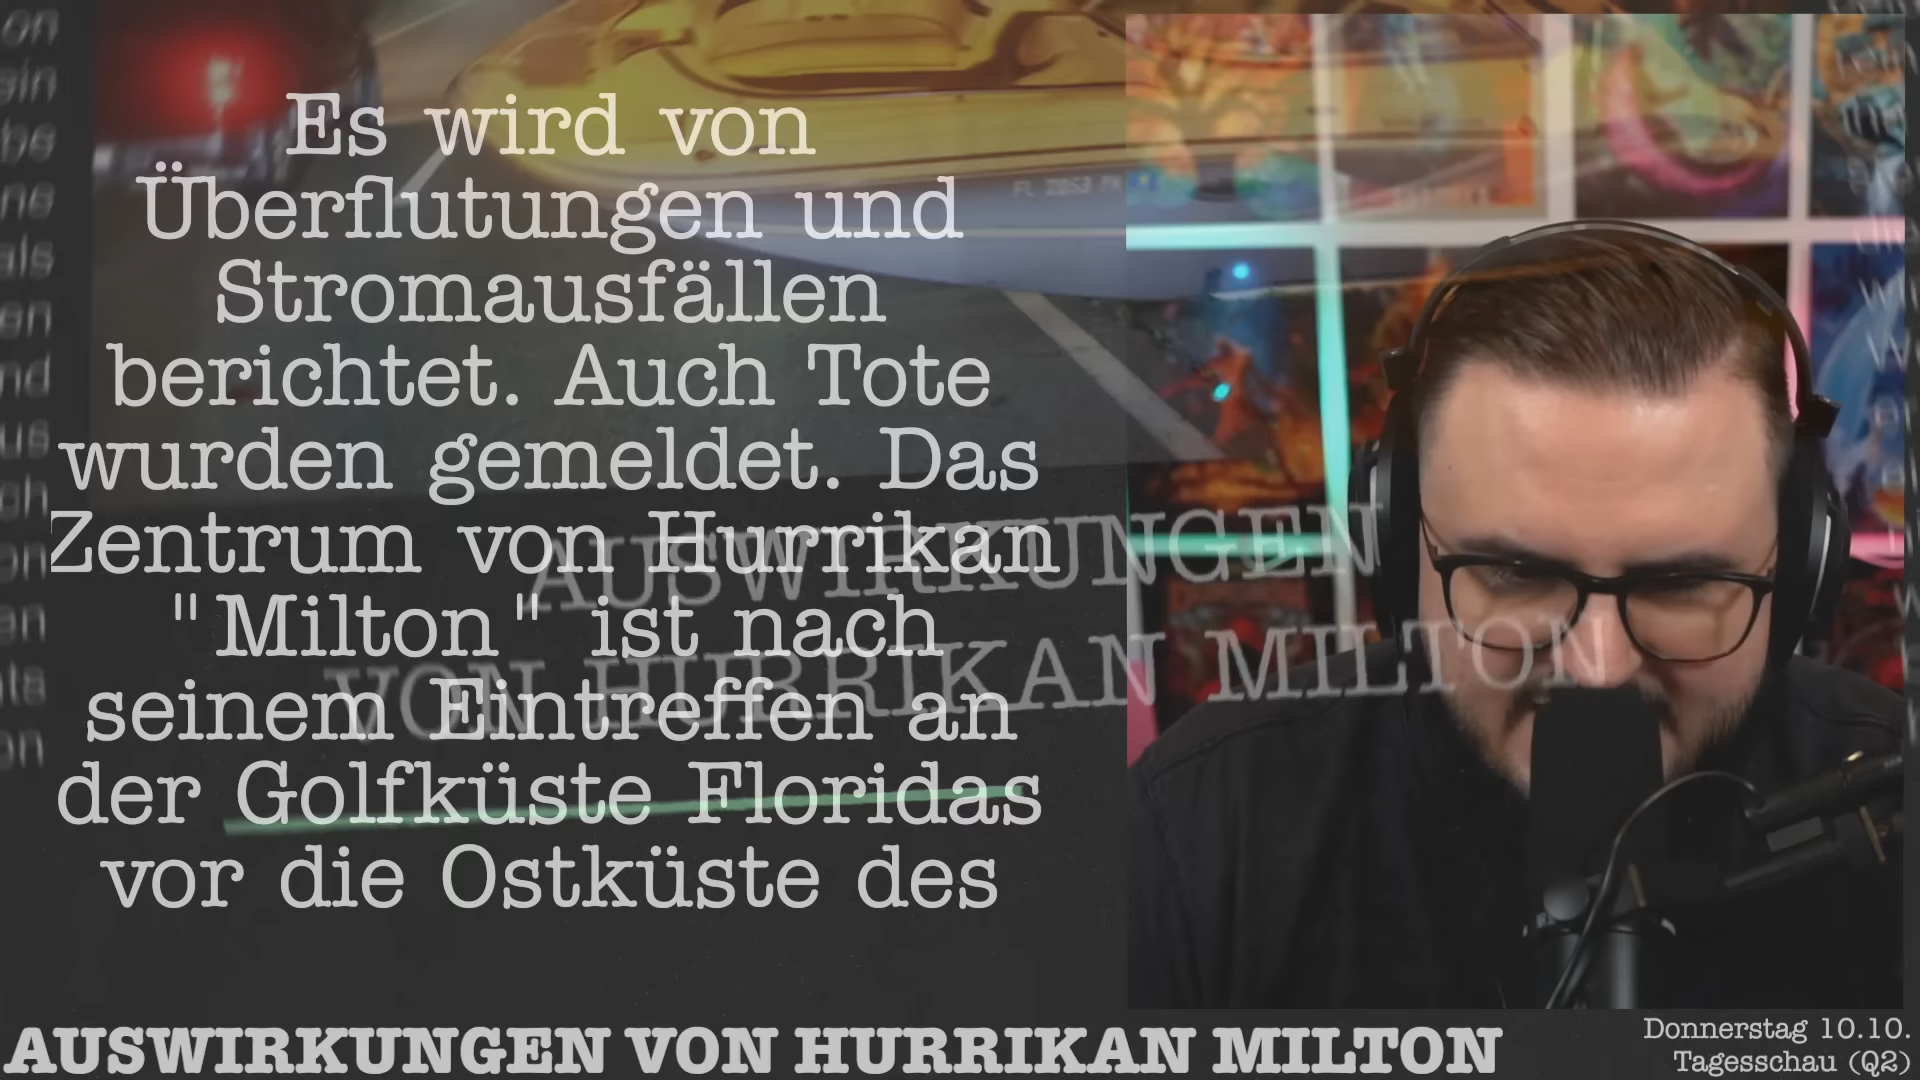 Es wird von
Überflutungen und
Stromausfällen
berichtet. Auch Tote
wurden gemeldet. Das
Zentrum von Hurrikan
"Milton" ist nach
seinem Eintreffen an
der Golfküste Floridas
vor die Ostküste des
AUSWIRKUNGEN
VON HURRIKAN MILTON
AUSWIRKUNGEN VON HURRIKAN MILTON
Donnerstag 10.10.
Tagesschau (Q2)